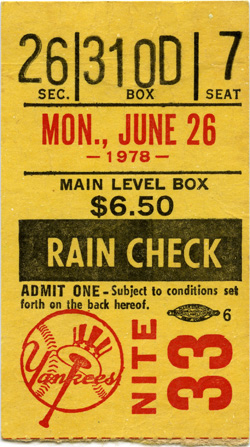 26 | 310D | 7
SEC. BOX SEAT
MON., JUNE 26
— 1978 —
MAIN LEVEL BOX
$6.50
RAIN CHECK
ADMIT ONE - Subject to conditions set
forth on the back hereof.
6
Yankees
NITE
33